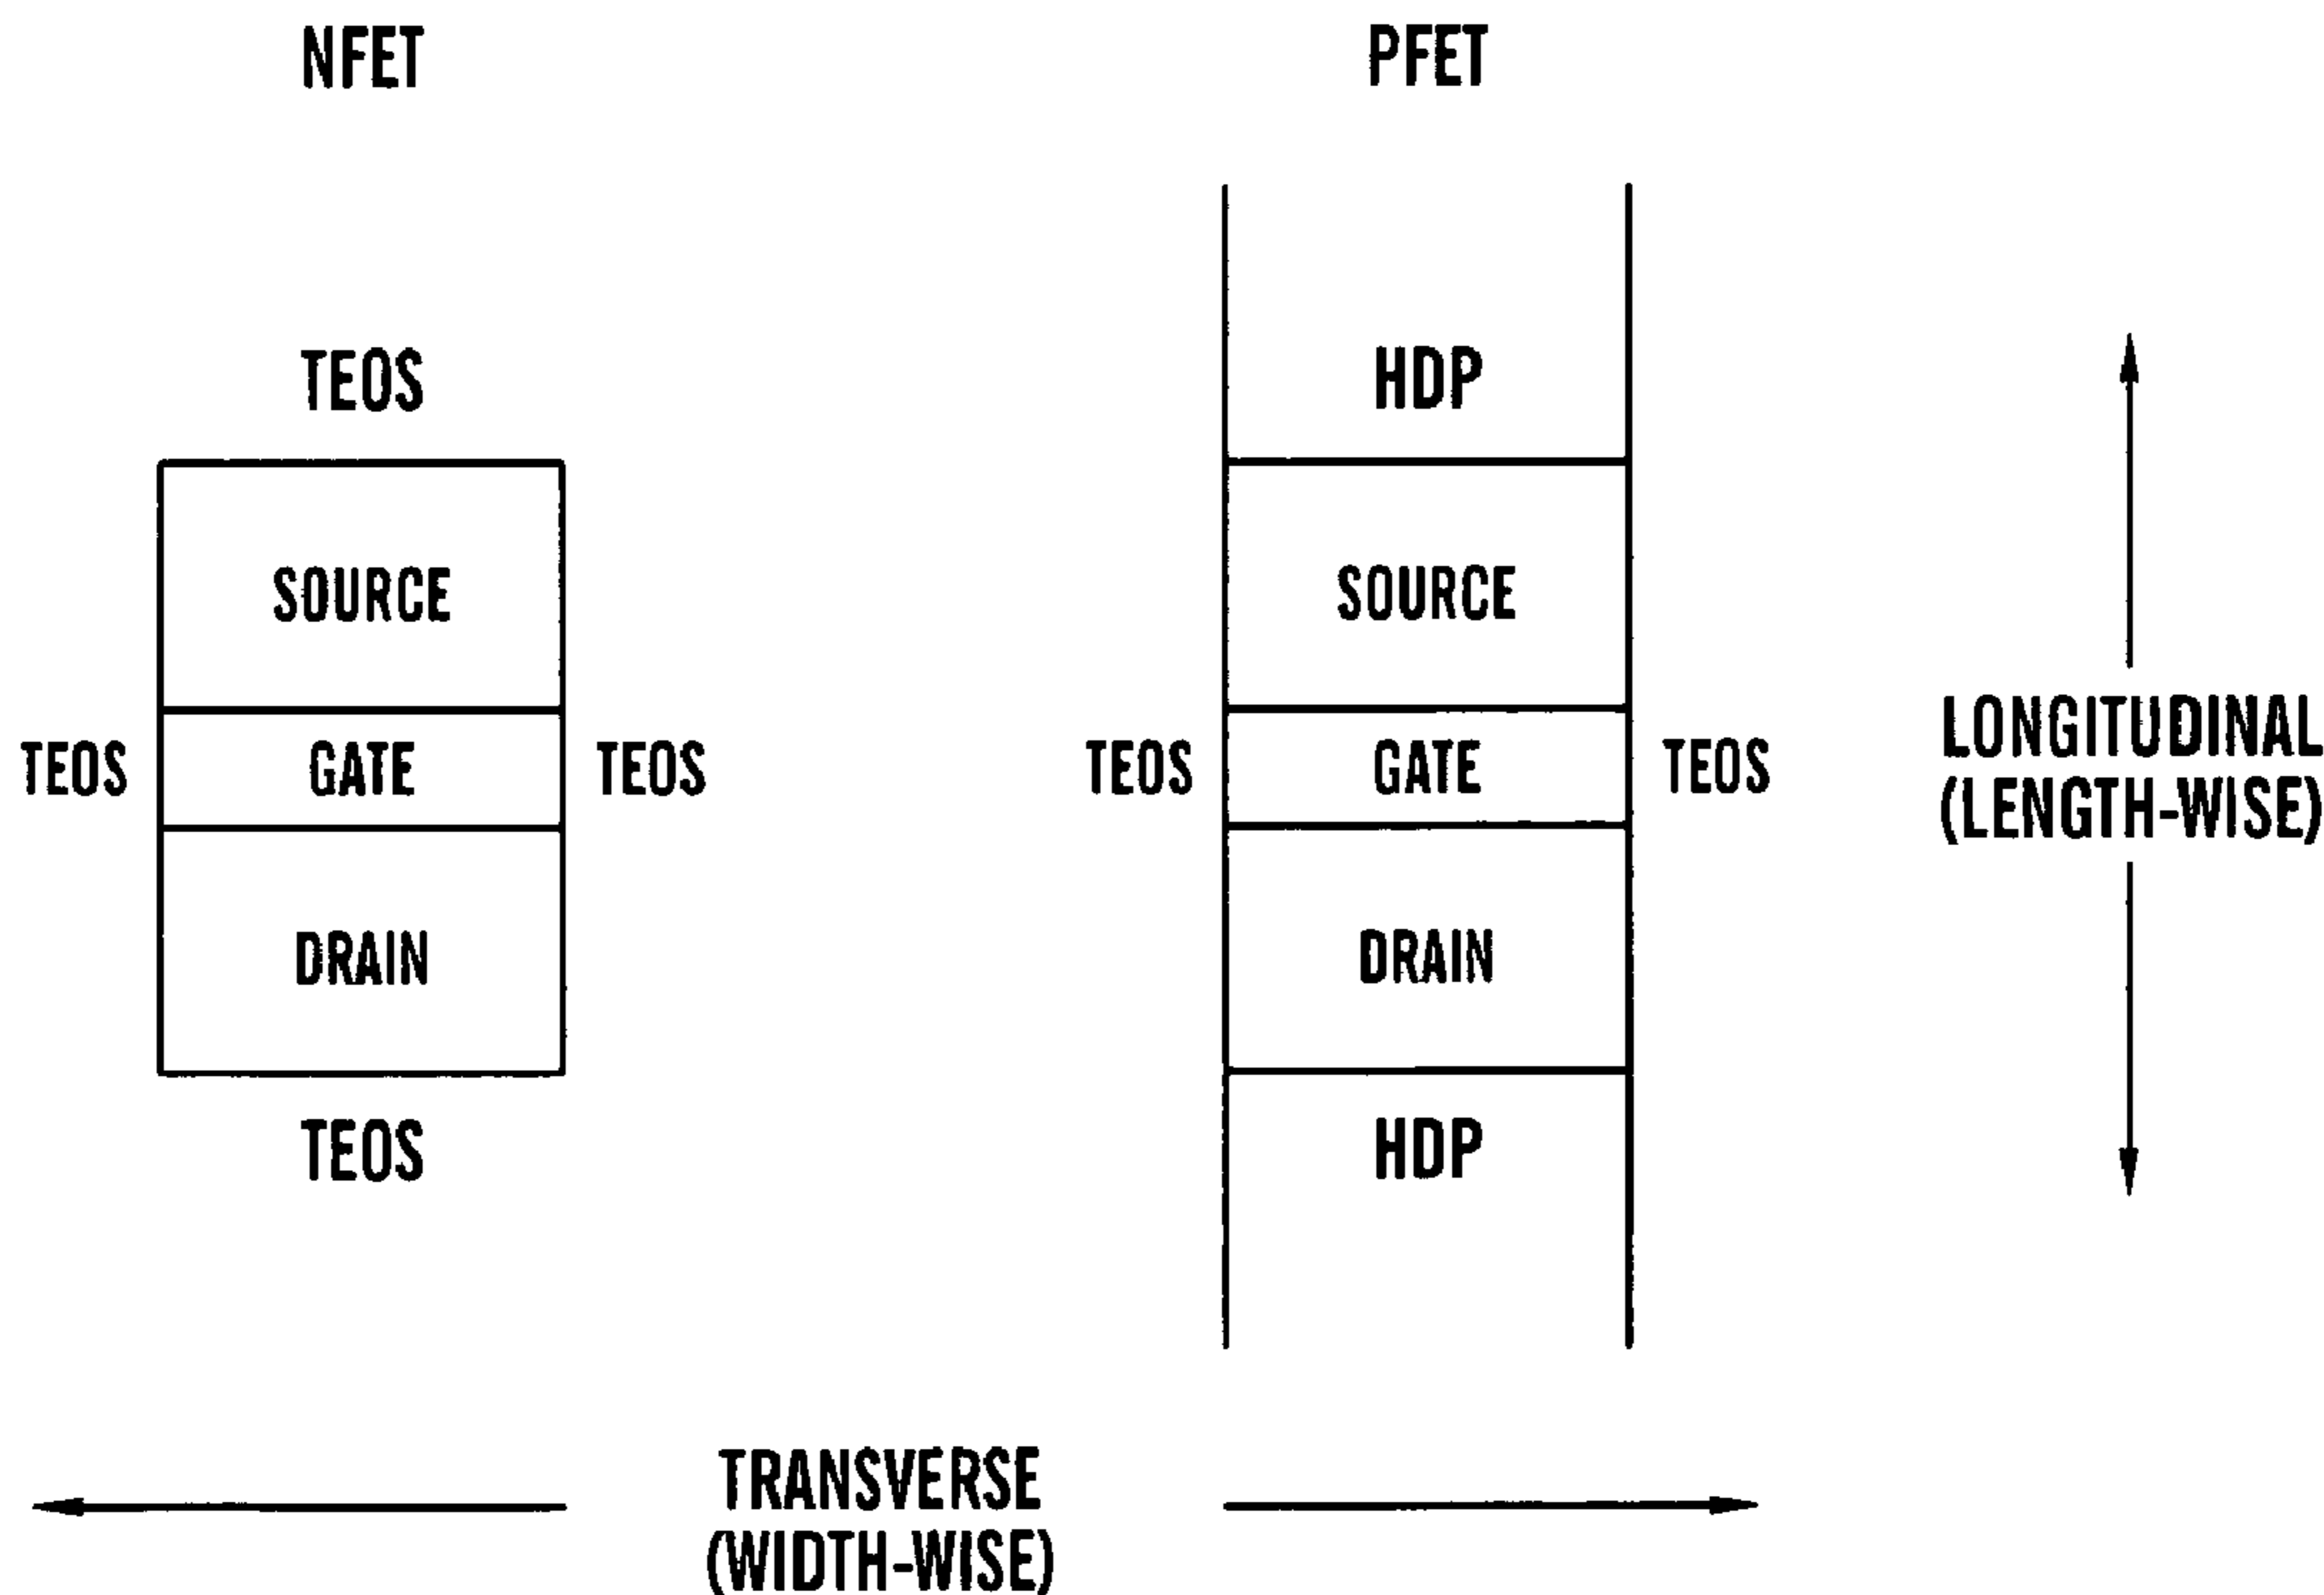 NFET
PFET
TEOS
HDP
SOURCE
SOURCE
TEOS
GATE
TEOS
TEOS
GATE
TEOS
LONGITUDINAL
(LENGTH-WISE)
DRAIN
DRAIN
TEOS
HDP
TRANSVERSE
(WIDTH-WISE)